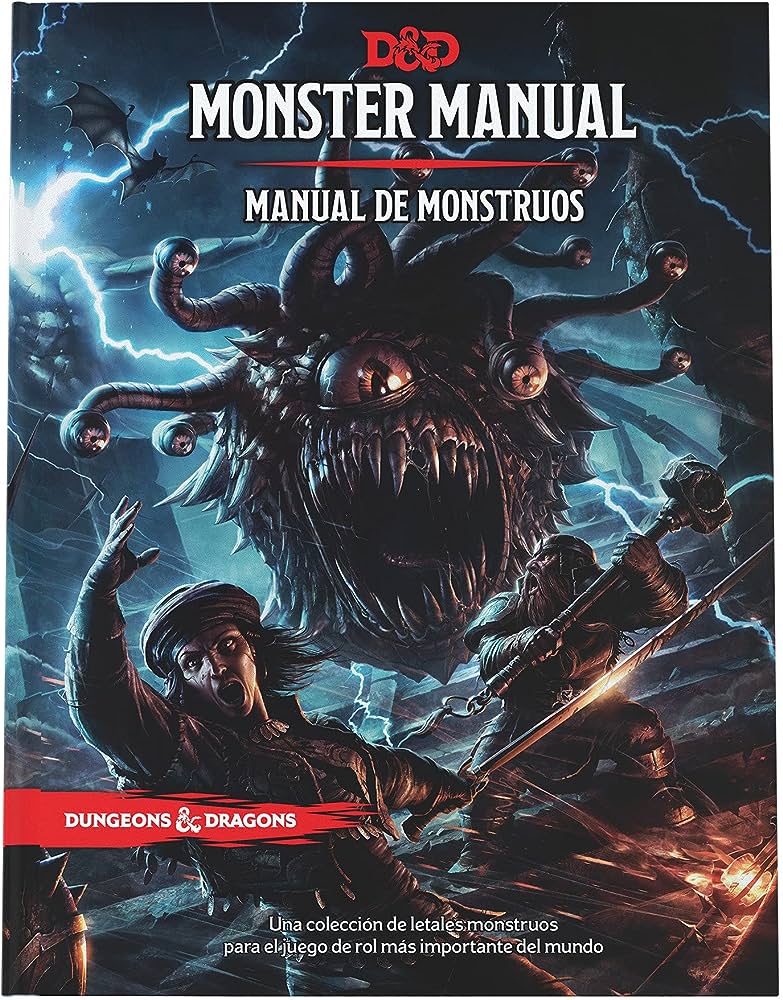 D&D
MONSTER MANUAL
MANUAL DE MONSTRUOS
DUNGEONS & DRAGONS
Una colección de letales monstruos
para el juego de rol más importante del mundo